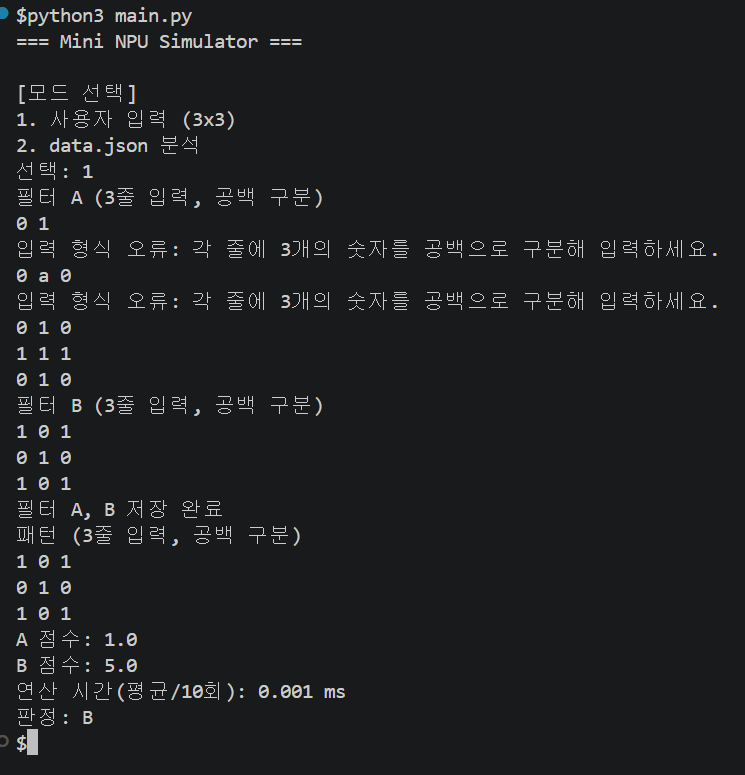 $python3 main.py
=== Mini NPU Simulator ===
[모드 선택]
1. 사용자 입력 (3x3)
2. data.json 분석
선택: 1
필터 A (3줄 입력, 공백 구분)
0 1
입력 형식 오류: 각 줄에 3개의 숫자를 공백으로 구분해 입력하세요.
0 a 0
입력 형식 오류: 각 줄에 3개의 숫자를 공백으로 구분해 입력하세요.
0 1 0
1 1 1
0 1 0
필터 B (3줄 입력, 공백 구분)
1 0 1
0 1 0
1 0 1
필터 A, B 저장 완료
패턴 (3줄 입력, 공백 구분)
1 0 1
0 1 0
1 0 1
A 점수: 1.0
B 점수: 5.0
연산 시간(평균/10회): 0.001 ms
판정: B
$